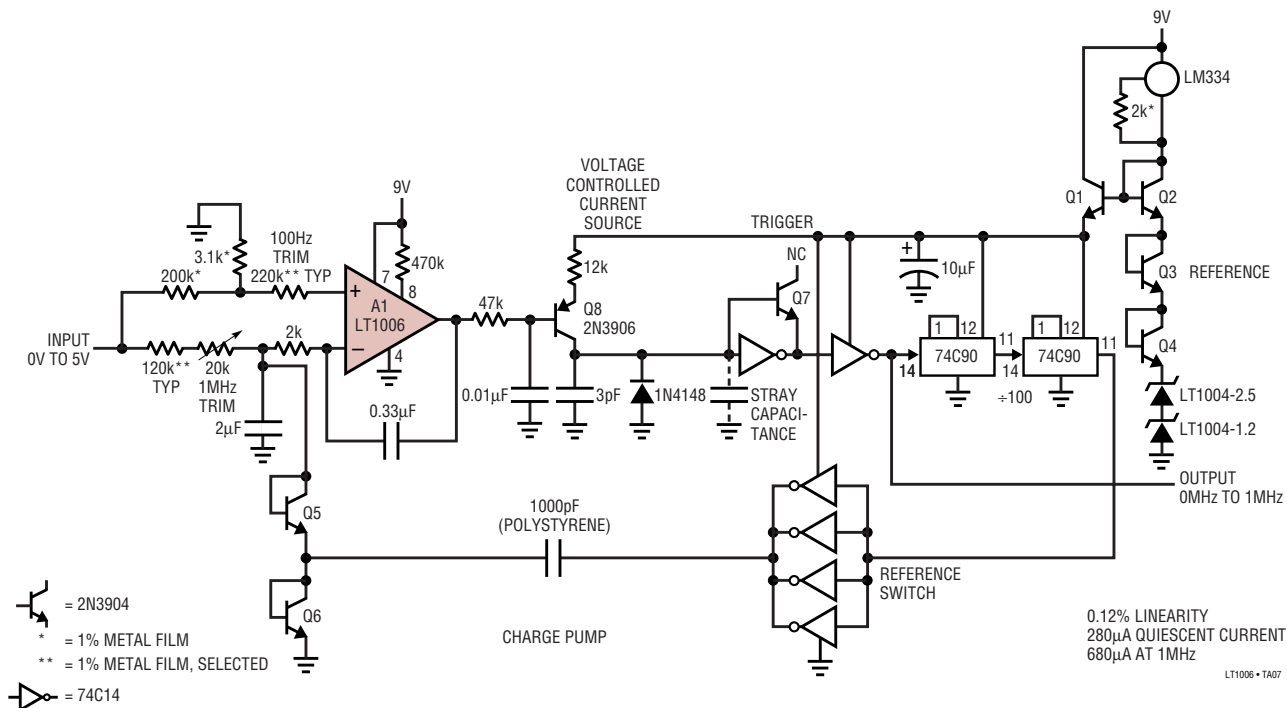 9V
LM334
2k*
Q1
Q2
VOLTAGE
CONTROLLED
CURRENT
SOURCE
9V
TRIGGER
NC
3.1k*
100Hz
TRIM
220k** TYP
200k*
470k
7
8
+
A1
LT1006
−
4
47k
12k
Q8
2N3906
Q7
+
10µF
Q3
REFERENCE
Q4
INPUT
0V TO 5V
120k**
TYP
20k
1MHz
TRIM
2k
2µF
0.33µF
0.01µF
3pF
1N4148
STRAY
CAPACI-
TANCE
14
1
12
74C90
11
14
1
12
74C90
11
÷100
LT1004-2.5
LT1004-1.2
OUTPUT
0MHz TO 1MHz
Q5
Q6
1000pF
(POLYSTYRENE)
CHARGE PUMP
REFERENCE
SWITCH
= 2N3904
* = 1% METAL FILM
** = 1% METAL FILM, SELECTED
= 74C14
0.12% LINEARITY
280µA QUIESCENT CURRENT
680µA AT 1MHz
LT1006 • TA07